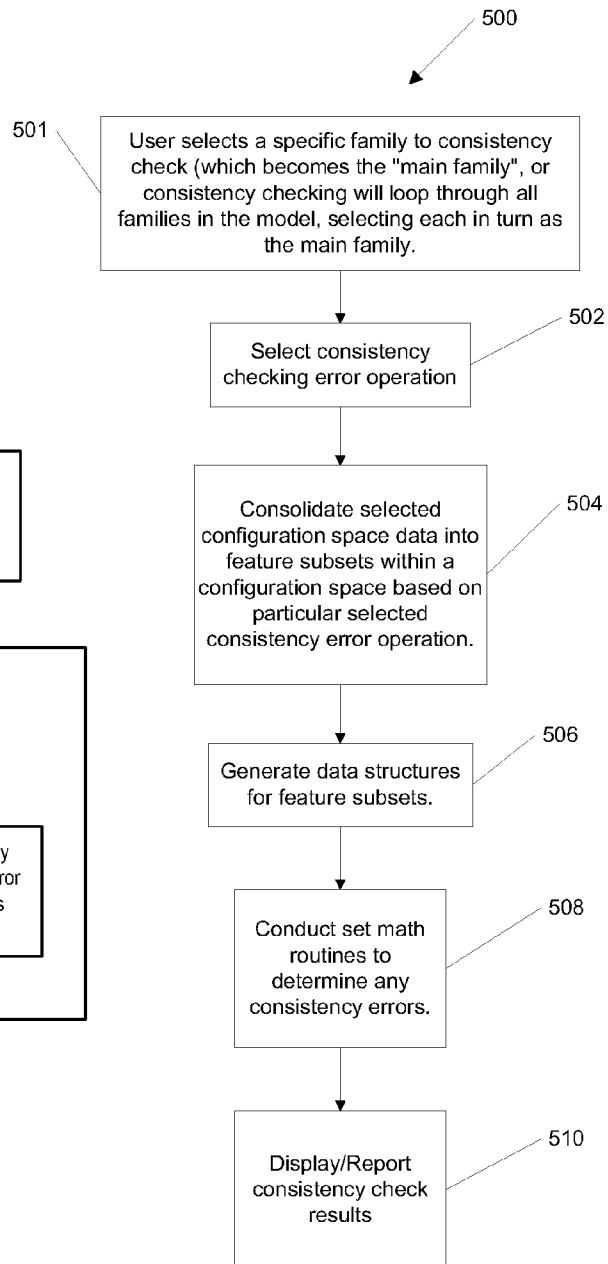 500
501
User selects a specific family to consistency
check (which becomes the "main family", or
consistency checking will loop through all
families in the model, selecting each in turn as
the main family.
502
Select consistency
checking error operation
504
Consolidate selected
configuration space data into
feature subsets within a
configuration space based on
particular selected
consistency error operation.
506
Generate data structures
for feature subsets.
508
Conduct set math
routines to
determine any
consistency errors.
510
Display/Report
consistency check
results